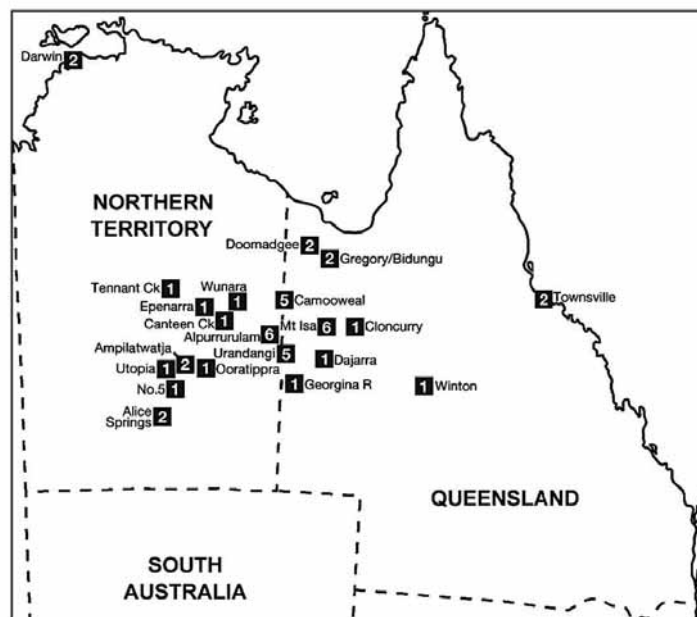 Darwin 2
NORTHERN
TERRITORY
Doomadgee 2
2 Gregory/Bidungu
Tennant Ck 1
Wunara
1
Epenarra 1
5 Camooweal
2 Townsville
Canteen Ck 1
Mt Isa 6
1 Cloncurry
Alpurrurulam 6
Urandangi 5
Ampilatwatja
2
1 Dajarra
Utopia 1
1 Ooratippra
No.5 1
1 Georgina R
1 Winton
Alice
Springs 2
QUEENSLAND
SOUTH
AUSTRALIA